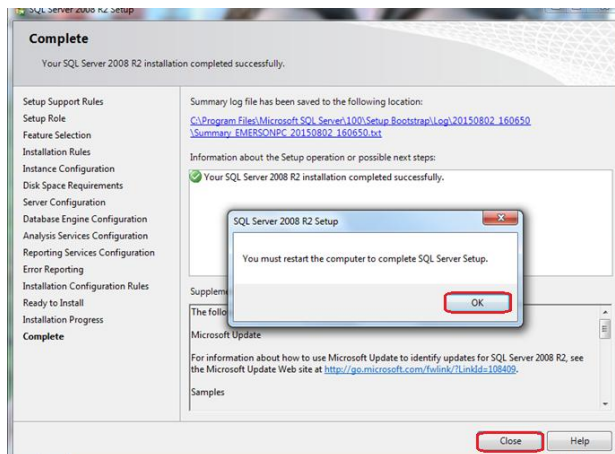 SQL Server 2008 R2 Setup
Complete
Your SQL Server 2008 R2 installation completed successfully.
Setup Support Rules
Setup Role
Feature Selection
Installation Rules
Instance Configuration
Disk Space Requirements
Server Configuration
Database Engine Configuration
Analysis Services Configuration
Reporting Services Configuration
Error Reporting
Installation Configuration Rules
Ready to Install
Installation Progress
Complete
Summary log file has been saved to the following location:
C:\Program Files\Microsoft SQL Server\100\Setup Bootstrap\Log\20150802_160650
\Summary_EMERSONPC_20150802_160650.txt
Information about the Setup operation or possible next steps:
Your SQL Server 2008 R2 installation completed successfully.
SQL Server 2008 R2 Setup
You must restart the computer to complete SQL Server Setup.
OK
Supplem
The follo
Microsoft Update
For information about how to use Microsoft Update to identify updates for SQL Server 2008 R2, see
the Microsoft Update Web site at http://go.microsoft.com/fwlink/?LinkId=108409.
Samples
Close
Help